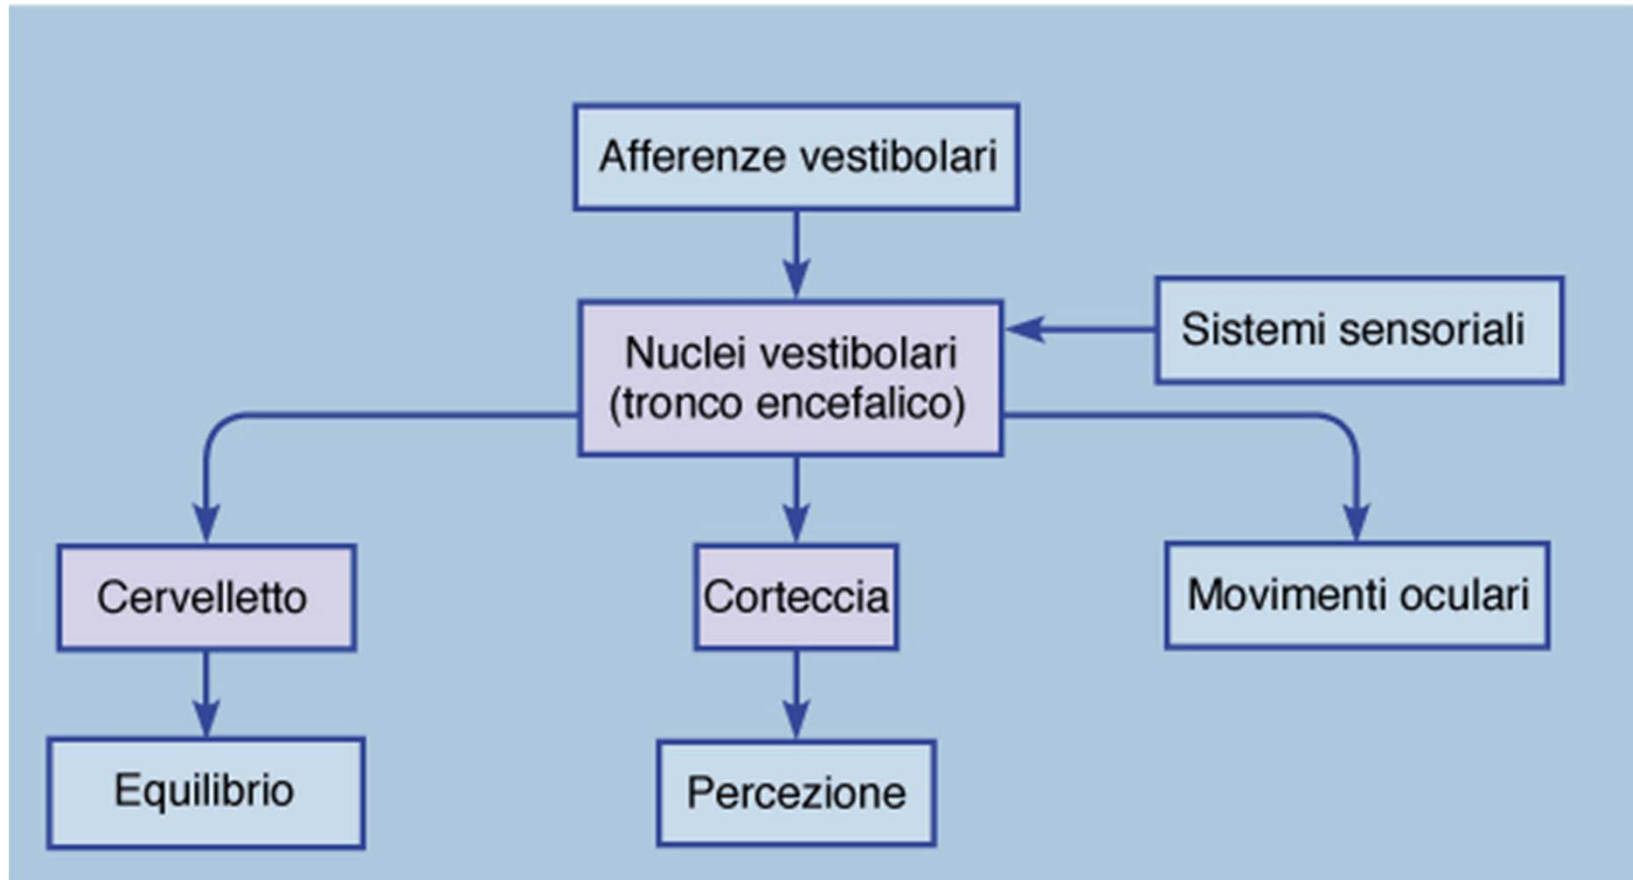 Afferenze vestibolari
Sistemi sensoriali
Nuclei vestibolari
(tronco encefalico)
Cervelletto
Corteccia
Movimenti oculari
Equilibrio
Percezione